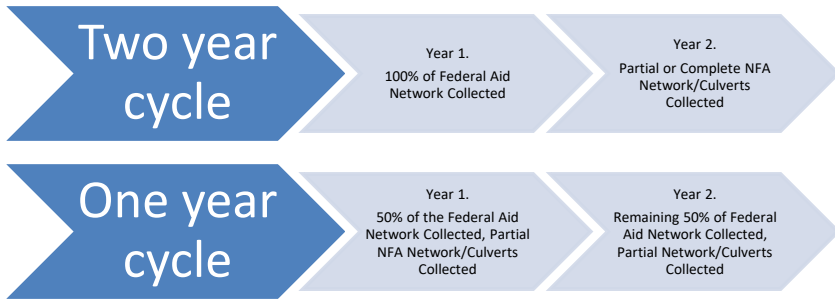 Two year
cycle
Year 1.
100% of Federal Aid
Network Collected
Year 2.
Partial or Complete NFA
Network/Culverts
Collected
One year
cycle
Year 1.
50% of the Federal Aid
Network Collected, Partial
NFA Network/Culverts
Collected
Year 2.
Remaining 50% of Federal
Aid Network Collected,
Partial Network/Culverts
Collected